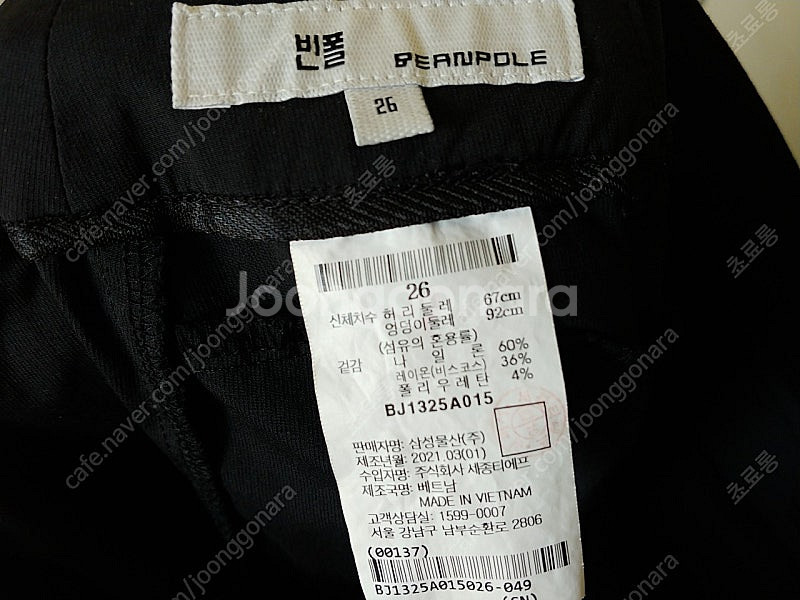 빈폴 BEANPOLE
26
26
신체치수 허리둘레 67cm
엉덩이둘레 92cm
(섬유의 혼용률)
겉감 나일론 60%
레이온(비스코스) 36%
폴리우레탄 4%
BJ1325A015
판매자명: 삼성물산(주)
제조년월: 2021.03(01)
수입자명: 주식회사 세종티에프
제조국명: 베트남
MADE IN VIETNAM
고객상담실: 1599-0007
서울 강남구 남부순환로 2806
(00137)
BJ1325A015026-049
(CN)
Joonggonara
cafe.naver.com/joonggonara
초료롱